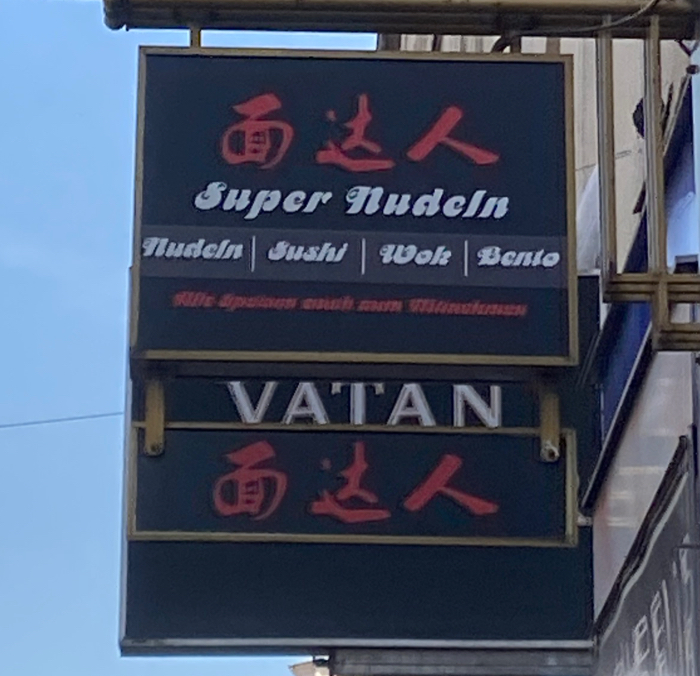 面达人
Super Nudeln
Nudeln | Sushi | Wok | Bento
Alle Speisen auch zum Mitnehmen
VATAN
面达人